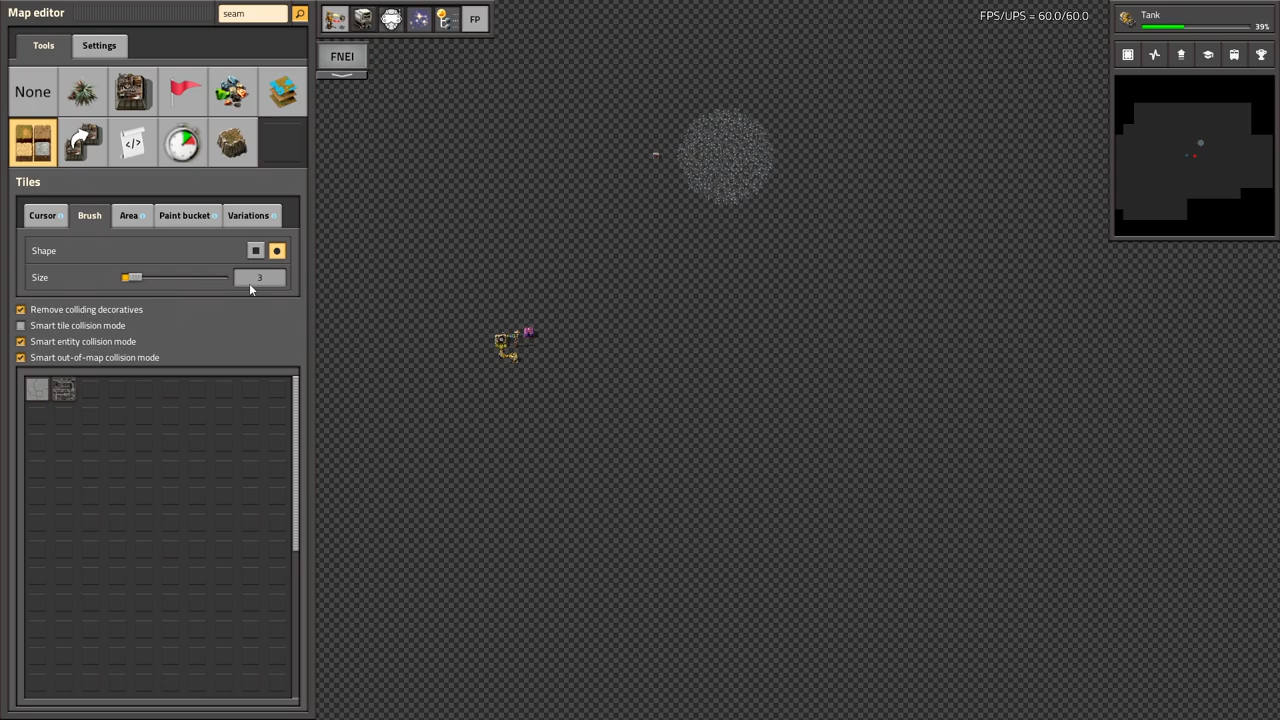 Map editor
seam
FP
FPS/UPS = 60.0/60.0
Tank
39%
Tools
Settings
FNEI
None
</>
Tiles
Cursor
Brush
Area
Paint bucket
Variations
Shape
Size
3
Remove colliding decoratives
Smart tile collision mode
Smart entity collision mode
Smart out-of-map collision mode